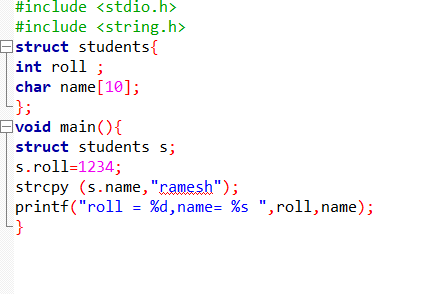 #include <stdio.h>
#include <string.h>
struct students{
int roll ;
char name[10];
};
void main(){
struct students s;
s.roll=1234;
strcpy (s.name,"ramesh");
printf("roll = %d,name= %s ",roll,name);
}